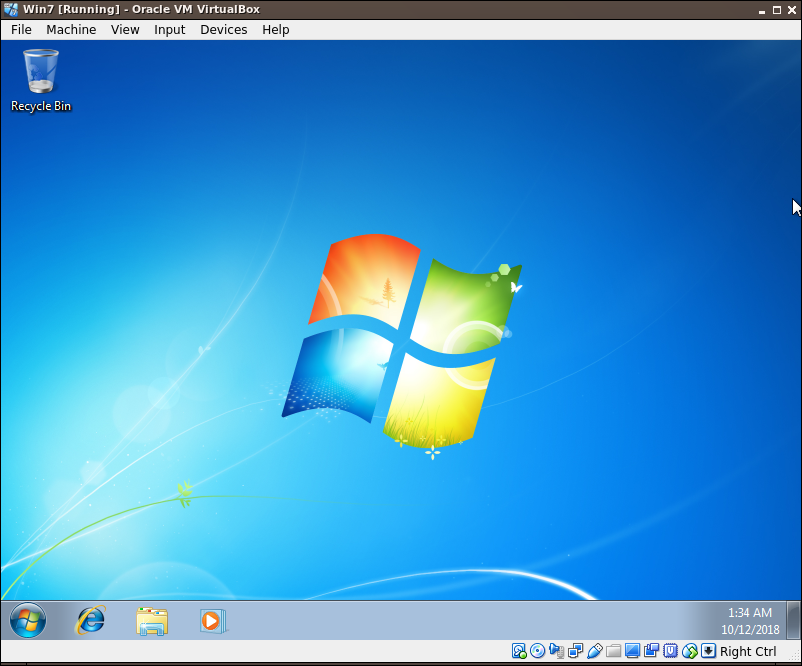 Win7 [Running] - Oracle VM VirtualBox
File Machine View Input Devices Help
Recycle Bin
1:34 AM
10/12/2018
Right Ctrl